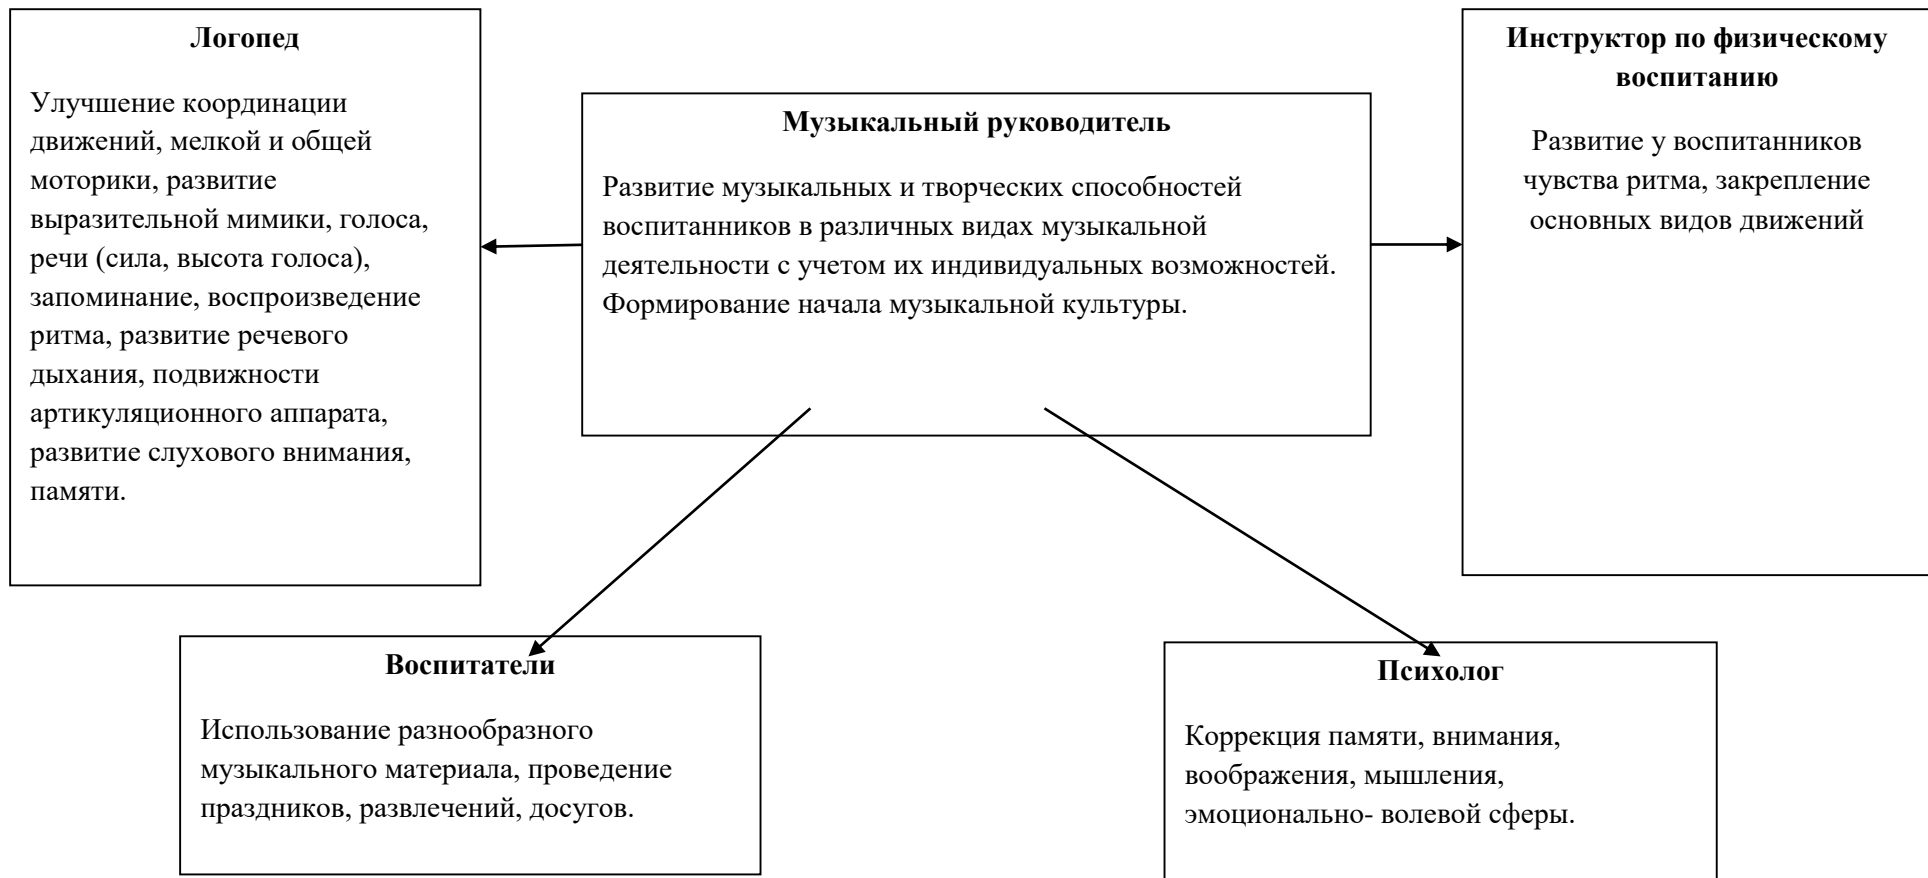 Логопед
Улучшение координации
движений, мелкой и общей
моторики, развитие
выразительной мимики, голоса,
речи (сила, высота голоса),
запоминание, воспроизведение
ритма, развитие речевого
дыхания, подвижности
артикуляционного аппарата,
развитие слухового внимания,
памяти.
Музыкальный руководитель
Развитие музыкальных и творческих способностей
воспитанников в различных видах музыкальной
деятельности с учетом их индивидуальных возможностей.
Формирование начала музыкальной культуры.
Инструктор по физическому
воспитанию
Развитие у воспитанников
чувства ритма, закрепление
основных видов движений
Воспитатели
Использование разнообразного
музыкального материала, проведение
праздников, развлечений, досугов.
Психолог
Коррекция памяти, внимания,
воображения, мышления,
эмоционально- волевой сферы.